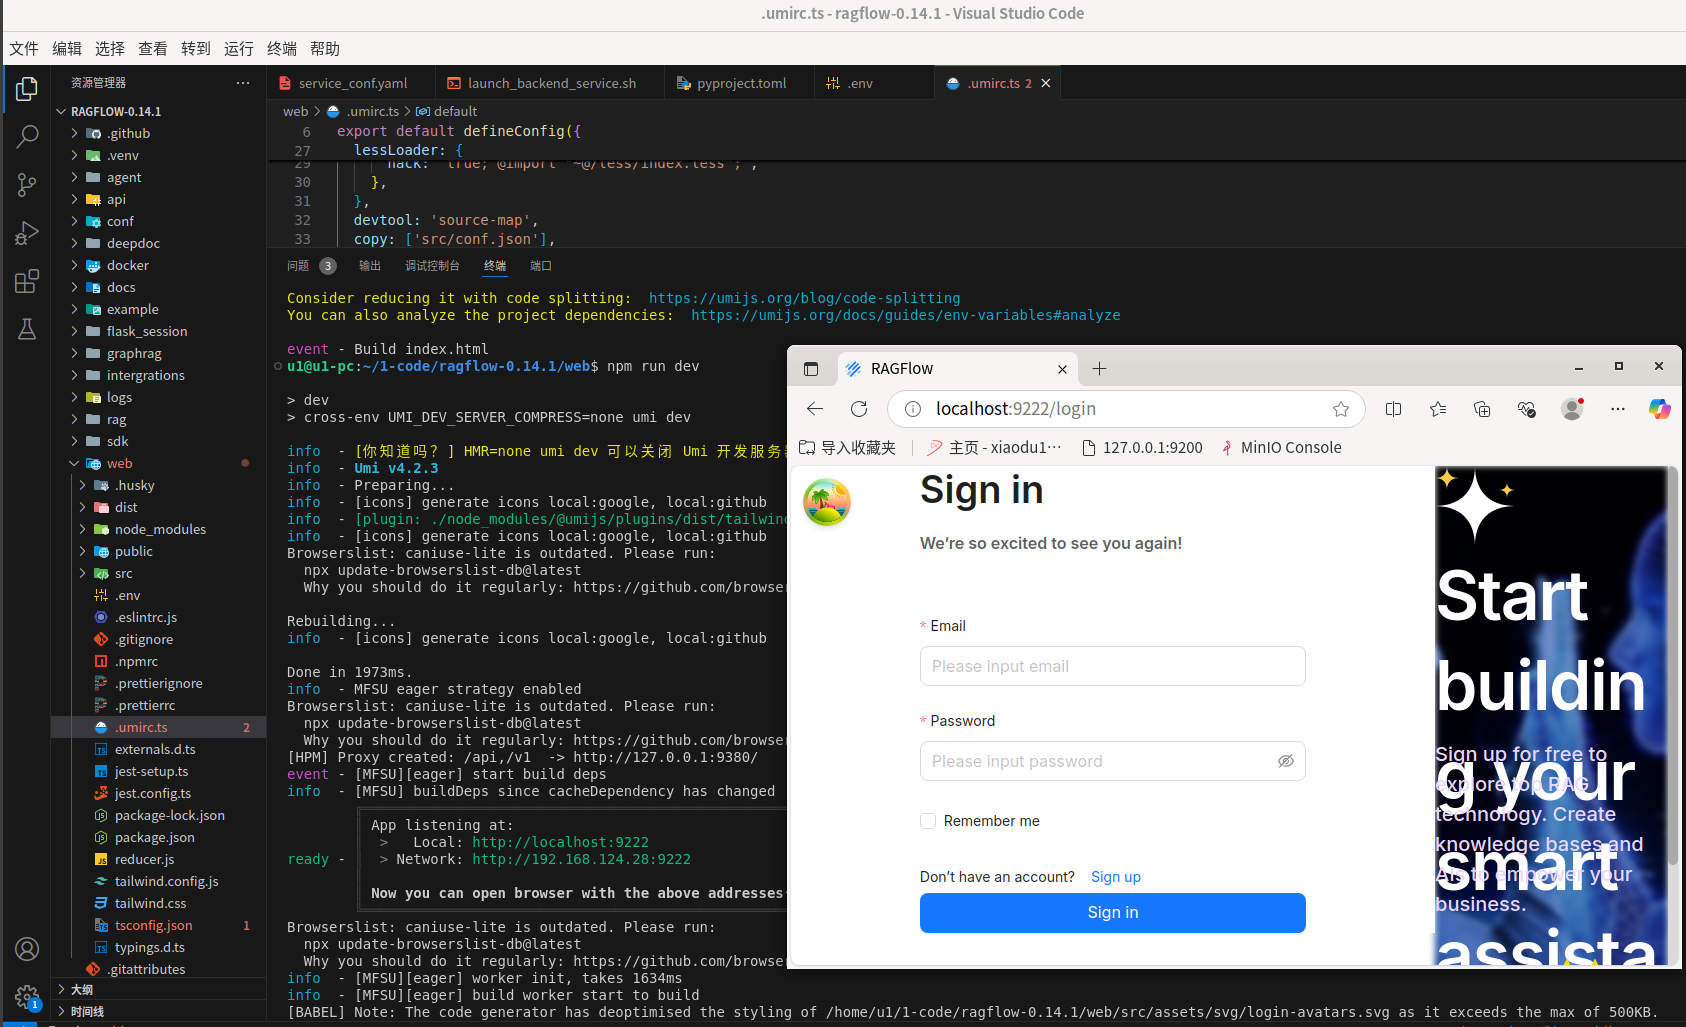 .umirc.ts - ragflow-0.14.1 - Visual Studio Code
文件 编辑 选择 查看 转到 运行 终端 帮助
资源管理器
RAGFLOW-0.14.1
.github
.venv
agent
api
conf
deepdoc
docker
docs
example
flask_session
graphrag
intergrations
logs
rag
sdk
web
.husky
dist
node_modules
public
src
.env
.eslintrc.js
.gitignore
.npmrc
.prettierignore
.prettierrc
.umirc.ts 2
externals.d.ts
jest-setup.ts
jest.config.ts
package-lock.json
package.json
reducer.js
tailwind.config.js
tailwind.css
tsconfig.json 1
typings.d.ts
.gitattributes
大纲
时间线
1
service_conf.yaml launch_backend_service.sh pyproject.toml .env .umirc.ts 2
web > .umirc.ts > default
6 export default defineConfig({
27 lessLoader: {
29 hack: `true; @import "~@/less/index.less";`,
30 },
31 },
32 devtool: 'source-map',
33 copy: ['src/conf.json'],
问题 3 输出 调试控制台 终端 端口
Consider reducing it with code splitting: https://umijs.org/blog/code-splitting
You can also analyze the project dependencies: https://umijs.org/docs/guides/env-variables#analyze
event - Build index.html
u1@u1-pc:~/1-code/ragflow-0.14.1/web$ npm run dev
> dev
> cross-env UMI_DEV_SERVER_COMPRESS=none umi dev
info - [你知道吗？] HMR=none umi dev 可以关闭 Umi 开发服务
info - Umi v4.2.3
info - Preparing...
info - [icons] generate icons local:google, local:github
info - [plugin: ./node_modules/@umijs/plugins/dist/tailwind
info - [icons] generate icons local:google, local:github
Browserslist: caniuse-lite is outdated. Please run:
npx update-browserslist-db@latest
Why you should do it regularly: https://github.com/browser
Rebuilding...
info - [icons] generate icons local:google, local:github
Done in 1973ms.
info - MFSU eager strategy enabled
Browserslist: caniuse-lite is outdated. Please run:
npx update-browserslist-db@latest
Why you should do it regularly: https://github.com/browser
[HPM] Proxy created: /api,/v1 -> http://127.0.0.1:9380/
event - [MFSU][eager] start build deps
info - [MFSU] buildDeps since cacheDependency has changed
App listening at:
> Local: http://localhost:9222
ready - > Network: http://192.168.124.28:9222
Now you can open browser with the above addresses
Browserslist: caniuse-lite is outdated. Please run:
npx update-browserslist-db@latest
Why you should do it regularly: https://github.com/browser
info - [MFSU][eager] worker init, takes 1634ms
info - [MFSU][eager] build worker start to build
[BABEL] Note: The code generator has deoptimised the styling of /home/u1/1-code/ragflow-0.14.1/web/src/assets/svg/login-avatars.svg as it exceeds the max of 500KB.
RAGFlow
localhost:9222/login
导入收藏夹 主页 - xiaodu1··· 127.0.0.1:9200 MinIO Console
Sign in
We're so excited to see you again!
* Email
Please input email
* Password
Please input password
Remember me
Don't have an account? Sign up
Sign in
Start
buildin
g your
smart
assista
Sign up for free to
explore top RAG
technology. Create
knowledge bases and
AIs to empower your
business.